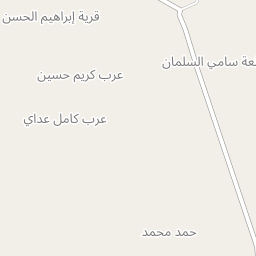 قرية إبراهيم الحسن
سامي السلمان
عرب كريم حسين
عرب كامل عداي
حمد محمد